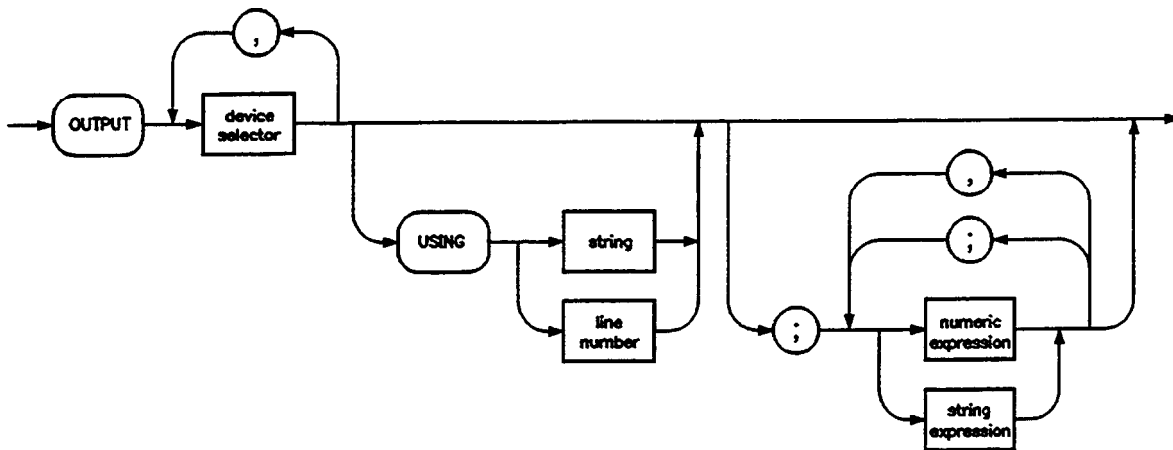 ,
OUTPUT
device
selector
USING
string
line
number
;
,
;
numeric
expression
string
expression